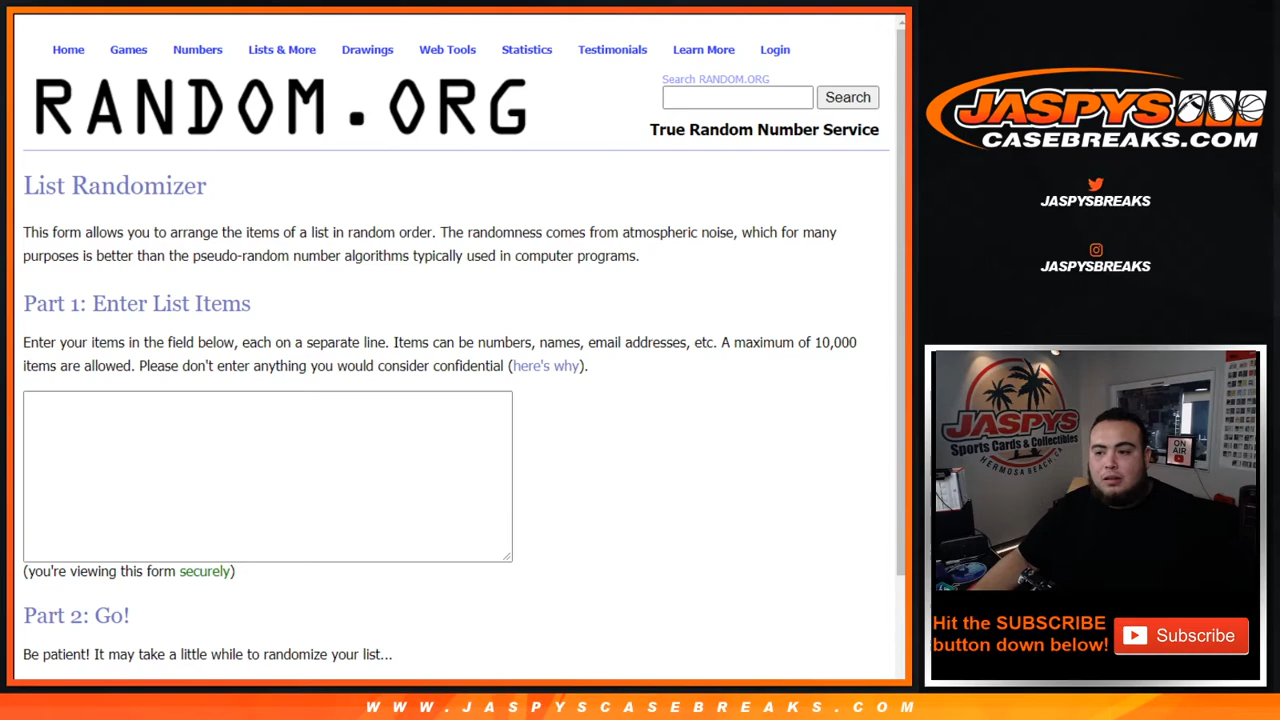 Home Games Numbers Lists & More Drawings Web Tools Statistics Testimonials Learn More Login
RANDOM.ORG
Search RANDOM.ORG
Search
True Random Number Service
List Randomizer
This form allows you to arrange the items of a list in random order. The randomness comes from atmospheric noise, which for many
purposes is better than the pseudo-random number algorithms typically used in computer programs.
Part 1: Enter List Items
Enter your items in the field below, each on a separate line. Items can be numbers, names, email addresses, etc. A maximum of 10,000
items are allowed. Please don't enter anything you would consider confidential (here's why).
(you're viewing this form securely)
Part 2: Go!
Be patient! It may take a little while to randomize your list...
JASPYS
CASEBREAKS.COM
JASPYSBREAKS
JASPYSBREAKS
JASPYS
Sports Cards & Collectibles
HERMOSA BEACH, CA
ON
AIR
Hit the SUBSCRIBE
button down below!
Subscribe
WWW.JASPYSCASEBREAKS.COM